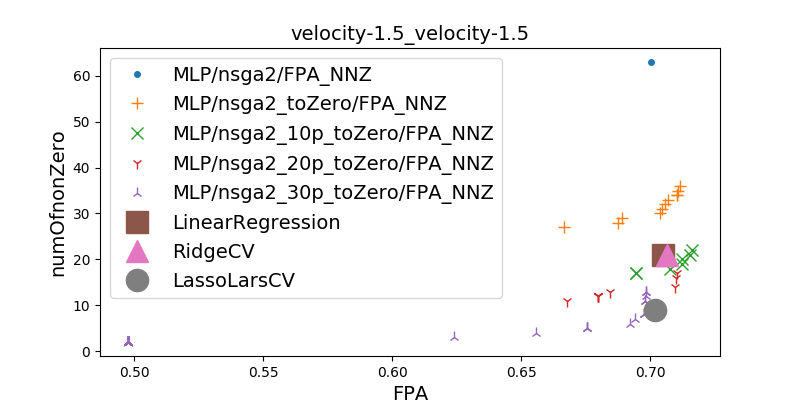 velocity-1.5_velocity-1.5
numOfnonZero
60
50
40
30
20
10
0
MLP/nsga2/FPA_NNZ
MLP/nsga2_toZero/FPA_NNZ
MLP/nsga2_10p_toZero/FPA_NNZ
MLP/nsga2_20p_toZero/FPA_NNZ
MLP/nsga2_30p_toZero/FPA_NNZ
LinearRegression
RidgeCV
LassoLarsCV
0.50 0.55 0.60 0.65 0.70
FPA